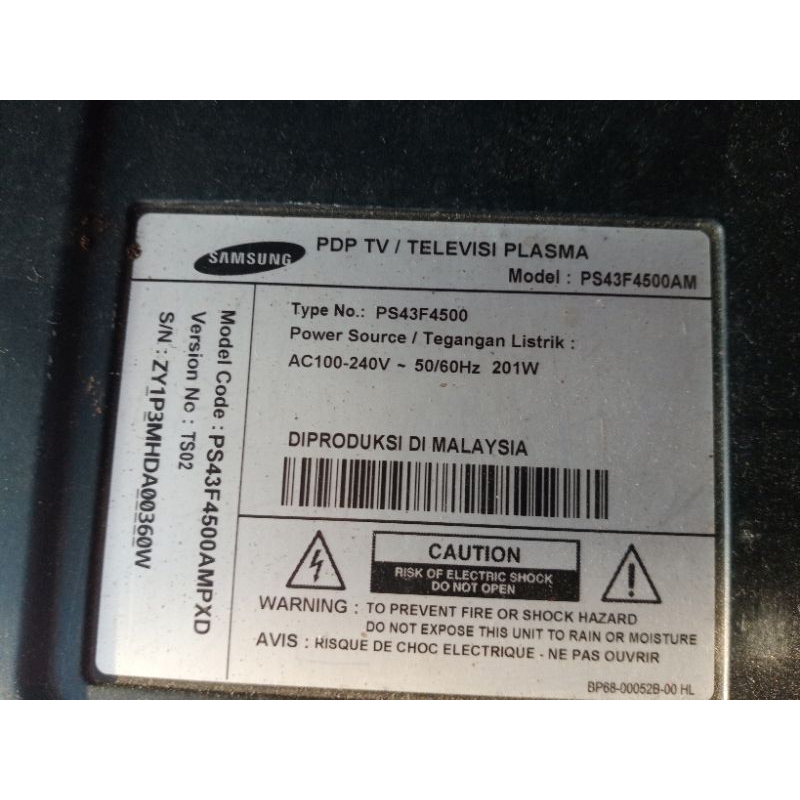 SAMSUNG
PDP TV / TELEVISI PLASMA
Model : PS43F4500AM
Type No.: PS43F4500
Power Source / Tegangan Listrik :
AC100-240V ~ 50/60Hz 201W
DIPRODUKSI DI MALAYSIA
Model Code : PS43F4500AMPXD
Version No : TS02
S/N : ZY1P3MHDA00360W
CAUTION
RISK OF ELECTRIC SHOCK
DO NOT OPEN
WARNING : TO PREVENT FIRE OR SHOCK HAZARD
DO NOT EXPOSE THIS UNIT TO RAIN OR MOISTURE
AVIS : RISQUE DE CHOC ELECTRIQUE - NE PAS OUVRIR
BP68-00052B-00 HL